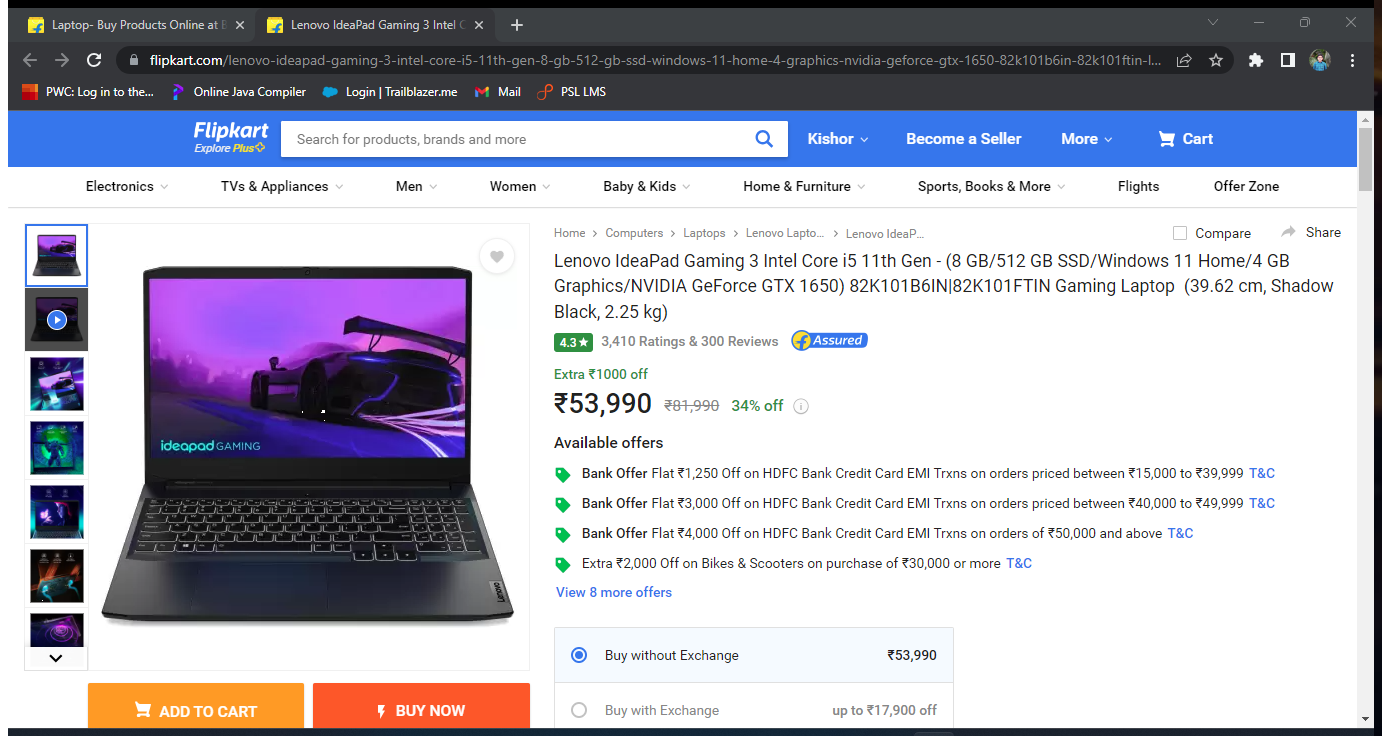 Laptop- Buy Products Online at B
Lenovo IdeaPad Gaming 3 Intel C
flipkart.com/lenovo-ideapad-gaming-3-intel-core-i5-11th-gen-8-gb-512-gb-ssd-windows-11-home-4-graphics-nvidia-geforce-gtx-1650-82k101b6in-82k101ftin-l...
PWC: Log in to the... Online Java Compiler Login | Trailblazer.me Mail PSL LMS
Flipkart
Explore Plus
Search for products, brands and more
Kishor Become a Seller More Cart
Electronics TVs & Appliances Men Women Baby & Kids Home & Furniture Sports, Books & More Flights Offer Zone
Home > Computers > Laptops > Lenovo Lapto... > Lenovo IdeaP...
Compare Share
Lenovo IdeaPad Gaming 3 Intel Core i5 11th Gen - (8 GB/512 GB SSD/Windows 11 Home/4 GB
Graphics/NVIDIA GeForce GTX 1650) 82K101B6IN|82K101FTIN Gaming Laptop (39.62 cm, Shadow
Black, 2.25 kg)
4.3★ 3,410 Ratings & 300 Reviews Assured
Extra ₹1000 off
₹53,990 ₹81,990 34% off
Available offers
Bank Offer Flat ₹1,250 Off on HDFC Bank Credit Card EMI Trxns on orders priced between ₹15,000 to ₹39,999 T&C
Bank Offer Flat ₹3,000 Off on HDFC Bank Credit Card EMI Trxns on orders priced between ₹40,000 to ₹49,999 T&C
Bank Offer Flat ₹4,000 Off on HDFC Bank Credit Card EMI Trxns on orders of ₹50,000 and above T&C
Extra ₹2,000 Off on Bikes & Scooters on purchase of ₹30,000 or more T&C
View 8 more offers
Buy without Exchange ₹53,990
Buy with Exchange up to ₹17,900 off
ideapad GAMING
Lenovo
ADD TO CART
BUY NOW